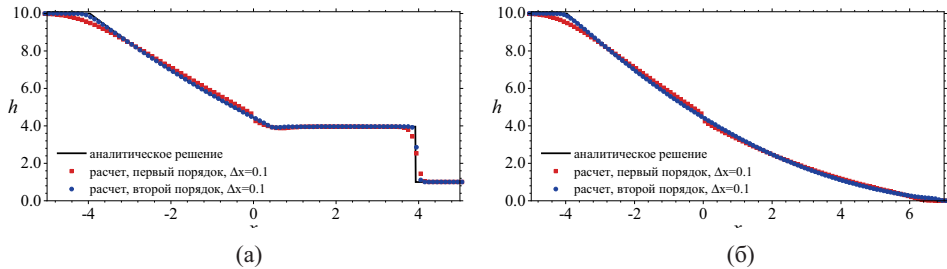 10.0
8.0
6.0
h
4.0
2.0
0.0
аналитическое решение
расчет, первый порядок, Δx=0.1
расчет, второй порядок, Δx=0.1
-4 -2 0 2 4
(а)
10.0
8.0
6.0
h
4.0
2.0
0.0
аналитическое решение
расчет, первый порядок, Δx=0.1
расчет, второй порядок, Δx=0.1
-4 -2 0 2 4 6
(б)